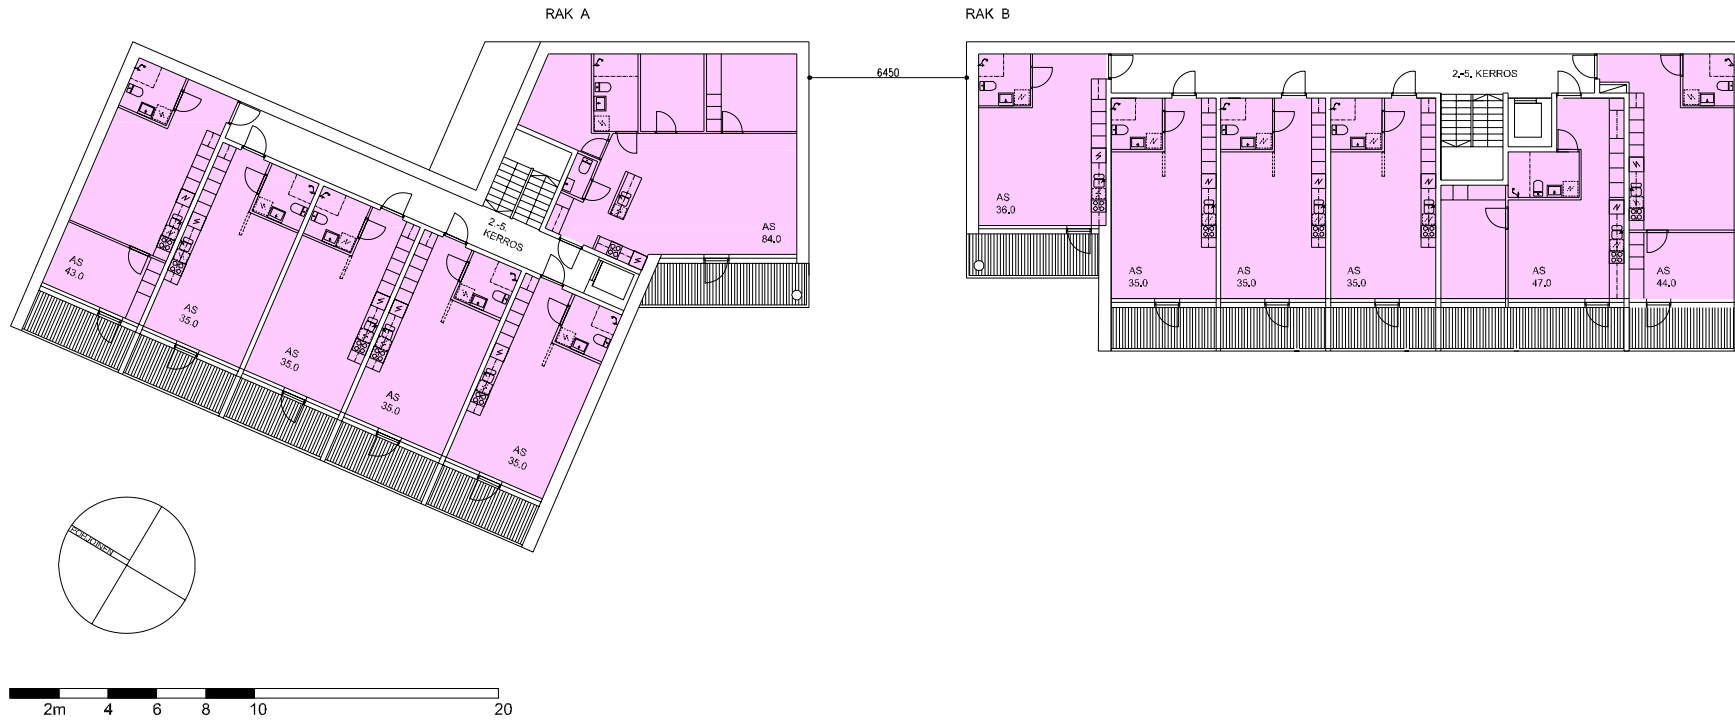 RAK A
RAK B
6450
2.-5. KERROS
AS
36.0
AS
84.0
2.-5.
KERROS
AS
43.0
AS
35.0
AS
35.0
AS
35.0
AS
35.0
AS
35.0
AS
35.0
AS
35.0
AS
47.0
AS
44.0
POHJOINEN
2m 4 6 8 10 20